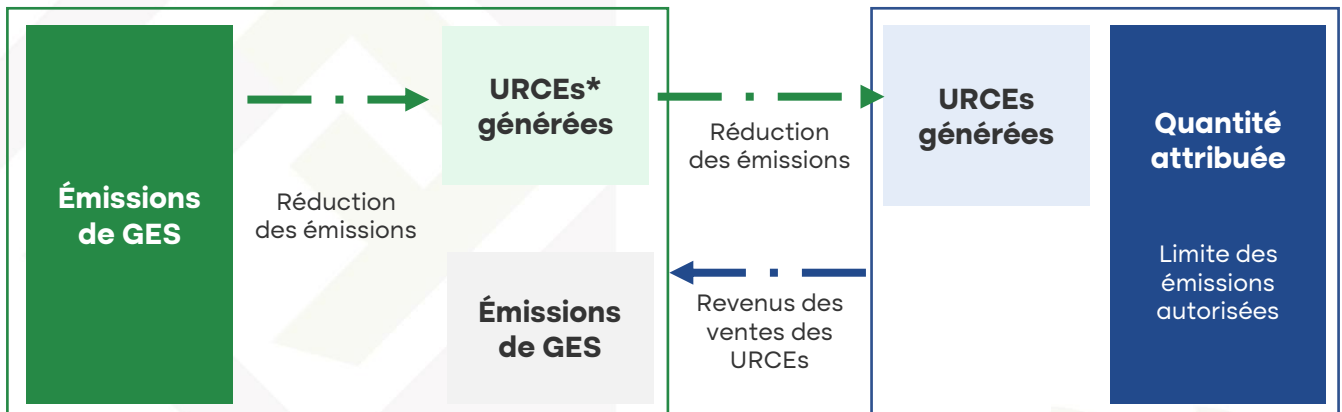 Émissions
de GES
Réduction
des émissions
URCEs*
générées
Émissions
de GES
Réduction
des émissions
Revenus des
ventes des
URCEs
URCEs
générées
Quantité
attribuée
Limite des
émissions
autorisées